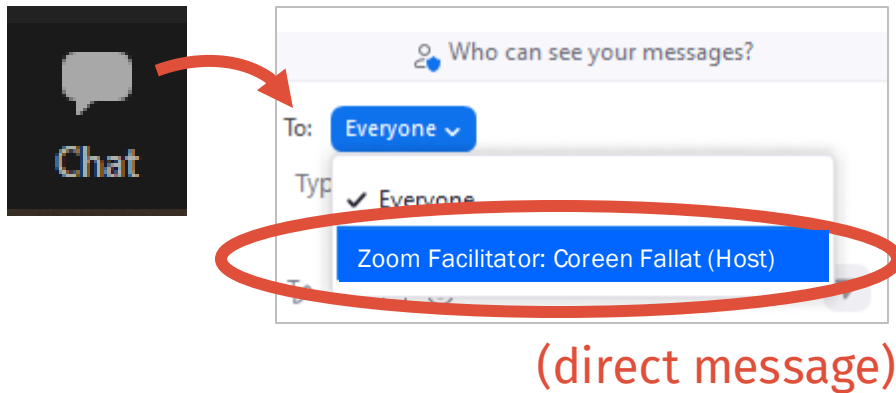 Who can see your messages?
To: Everyone
Chat
Typ
Everyone
Zoom Facilitator: Coreen Fallat (Host)
(direct message)